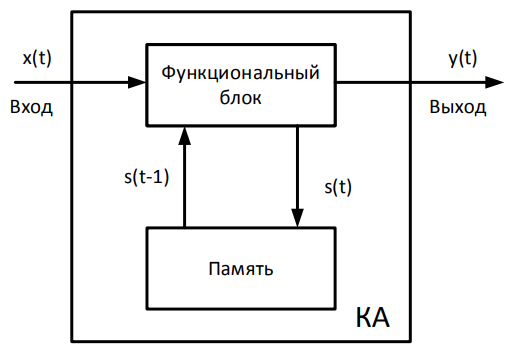 x(t)
y(t)
Функциональный
блок
Вход
Выход
s(t-1)
s(t)
Память
КА